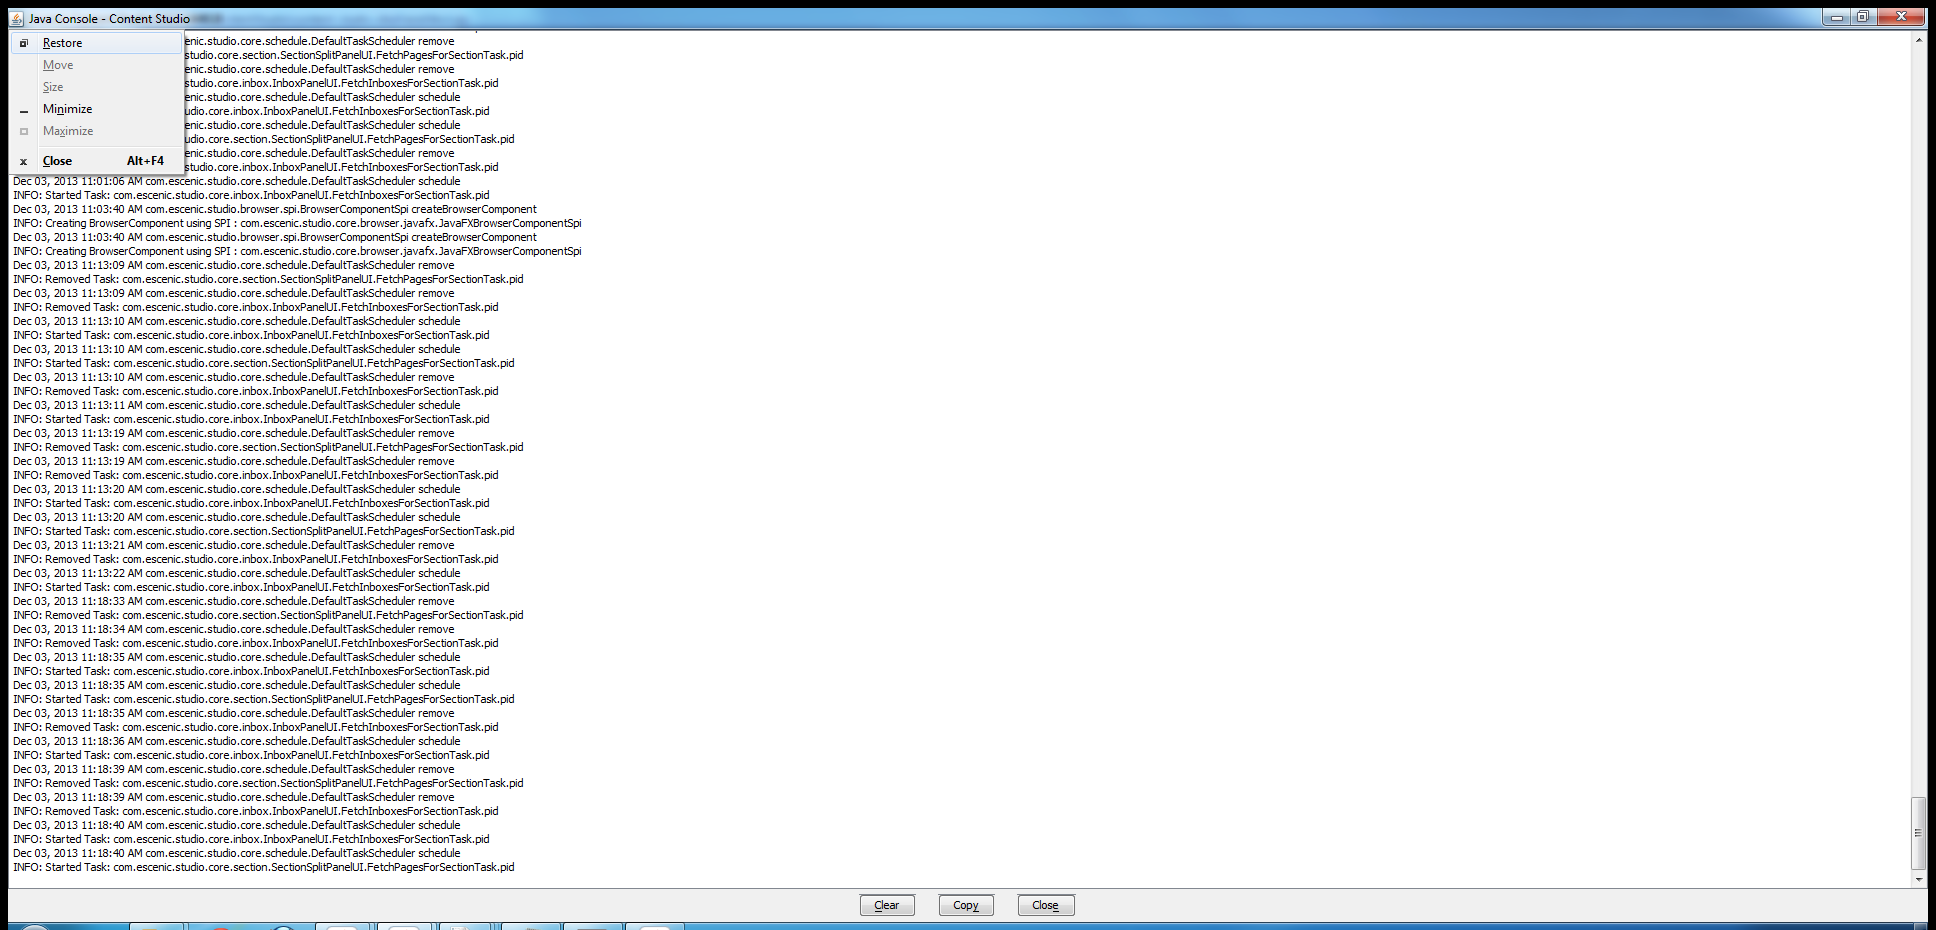 Java Console - Content Studio
Restore
Move
Size
Minimize
Maximize
Close Alt+F4
enic.studio.core.schedule.DefaultTaskScheduler remove
studio.core.section.SectionSplitPanelUI.FetchPagesForSectionTask.pid
enic.studio.core.schedule.DefaultTaskScheduler remove
studio.core.inbox.InboxPanelUI.FetchInboxesForSectionTask.pid
enic.studio.core.schedule.DefaultTaskScheduler schedule
udio.core.inbox.InboxPanelUI.FetchInboxesForSectionTask.pid
enic.studio.core.schedule.DefaultTaskScheduler schedule
udio.core.section.SectionSplitPanelUI.FetchPagesForSectionTask.pid
enic.studio.core.schedule.DefaultTaskScheduler remove
studio.core.inbox.InboxPanelUI.FetchInboxesForSectionTask.pid
Dec 03, 2013 11:01:06 AM com.escenic.studio.core.schedule.DefaultTaskScheduler schedule
INFO: Started Task: com.escenic.studio.core.inbox.InboxPanelUI.FetchInboxesForSectionTask.pid
Dec 03, 2013 11:03:40 AM com.escenic.studio.browser.spi.BrowserComponentSpi createBrowserComponent
INFO: Creating BrowserComponent using SPI : com.escenic.studio.core.browser.javafx.JavaFXBrowserComponentSpi
Dec 03, 2013 11:03:40 AM com.escenic.studio.browser.spi.BrowserComponentSpi createBrowserComponent
INFO: Creating BrowserComponent using SPI : com.escenic.studio.core.browser.javafx.JavaFXBrowserComponentSpi
Dec 03, 2013 11:13:09 AM com.escenic.studio.core.schedule.DefaultTaskScheduler remove
INFO: Removed Task: com.escenic.studio.core.section.SectionSplitPanelUI.FetchPagesForSectionTask.pid
Dec 03, 2013 11:13:09 AM com.escenic.studio.core.schedule.DefaultTaskScheduler remove
INFO: Removed Task: com.escenic.studio.core.inbox.InboxPanelUI.FetchInboxesForSectionTask.pid
Dec 03, 2013 11:13:10 AM com.escenic.studio.core.schedule.DefaultTaskScheduler schedule
INFO: Started Task: com.escenic.studio.core.inbox.InboxPanelUI.FetchInboxesForSectionTask.pid
Dec 03, 2013 11:13:10 AM com.escenic.studio.core.schedule.DefaultTaskScheduler schedule
INFO: Started Task: com.escenic.studio.core.section.SectionSplitPanelUI.FetchPagesForSectionTask.pid
Dec 03, 2013 11:13:10 AM com.escenic.studio.core.schedule.DefaultTaskScheduler remove
INFO: Removed Task: com.escenic.studio.core.inbox.InboxPanelUI.FetchInboxesForSectionTask.pid
Dec 03, 2013 11:13:11 AM com.escenic.studio.core.schedule.DefaultTaskScheduler schedule
INFO: Started Task: com.escenic.studio.core.inbox.InboxPanelUI.FetchInboxesForSectionTask.pid
Dec 03, 2013 11:13:19 AM com.escenic.studio.core.schedule.DefaultTaskScheduler remove
INFO: Removed Task: com.escenic.studio.core.section.SectionSplitPanelUI.FetchPagesForSectionTask.pid
Dec 03, 2013 11:13:19 AM com.escenic.studio.core.schedule.DefaultTaskScheduler remove
INFO: Removed Task: com.escenic.studio.core.inbox.InboxPanelUI.FetchInboxesForSectionTask.pid
Dec 03, 2013 11:13:20 AM com.escenic.studio.core.schedule.DefaultTaskScheduler schedule
INFO: Started Task: com.escenic.studio.core.inbox.InboxPanelUI.FetchInboxesForSectionTask.pid
Dec 03, 2013 11:13:20 AM com.escenic.studio.core.schedule.DefaultTaskScheduler schedule
INFO: Started Task: com.escenic.studio.core.section.SectionSplitPanelUI.FetchPagesForSectionTask.pid
Dec 03, 2013 11:13:21 AM com.escenic.studio.core.schedule.DefaultTaskScheduler remove
INFO: Removed Task: com.escenic.studio.core.inbox.InboxPanelUI.FetchInboxesForSectionTask.pid
Dec 03, 2013 11:13:22 AM com.escenic.studio.core.schedule.DefaultTaskScheduler schedule
INFO: Started Task: com.escenic.studio.core.inbox.InboxPanelUI.FetchInboxesForSectionTask.pid
Dec 03, 2013 11:18:33 AM com.escenic.studio.core.schedule.DefaultTaskScheduler remove
INFO: Removed Task: com.escenic.studio.core.section.SectionSplitPanelUI.FetchPagesForSectionTask.pid
Dec 03, 2013 11:18:34 AM com.escenic.studio.core.schedule.DefaultTaskScheduler remove
INFO: Removed Task: com.escenic.studio.core.inbox.InboxPanelUI.FetchInboxesForSectionTask.pid
Dec 03, 2013 11:18:35 AM com.escenic.studio.core.schedule.DefaultTaskScheduler schedule
INFO: Started Task: com.escenic.studio.core.inbox.InboxPanelUI.FetchInboxesForSectionTask.pid
Dec 03, 2013 11:18:35 AM com.escenic.studio.core.schedule.DefaultTaskScheduler schedule
INFO: Started Task: com.escenic.studio.core.section.SectionSplitPanelUI.FetchPagesForSectionTask.pid
Dec 03, 2013 11:18:35 AM com.escenic.studio.core.schedule.DefaultTaskScheduler remove
INFO: Removed Task: com.escenic.studio.core.inbox.InboxPanelUI.FetchInboxesForSectionTask.pid
Dec 03, 2013 11:18:36 AM com.escenic.studio.core.schedule.DefaultTaskScheduler schedule
INFO: Started Task: com.escenic.studio.core.inbox.InboxPanelUI.FetchInboxesForSectionTask.pid
Dec 03, 2013 11:18:39 AM com.escenic.studio.core.schedule.DefaultTaskScheduler remove
INFO: Removed Task: com.escenic.studio.core.section.SectionSplitPanelUI.FetchPagesForSectionTask.pid
Dec 03, 2013 11:18:39 AM com.escenic.studio.core.schedule.DefaultTaskScheduler remove
INFO: Removed Task: com.escenic.studio.core.inbox.InboxPanelUI.FetchInboxesForSectionTask.pid
Dec 03, 2013 11:18:40 AM com.escenic.studio.core.schedule.DefaultTaskScheduler schedule
INFO: Started Task: com.escenic.studio.core.inbox.InboxPanelUI.FetchInboxesForSectionTask.pid
Dec 03, 2013 11:18:40 AM com.escenic.studio.core.schedule.DefaultTaskScheduler schedule
INFO: Started Task: com.escenic.studio.core.section.SectionSplitPanelUI.FetchPagesForSectionTask.pid
Clear Copy Close